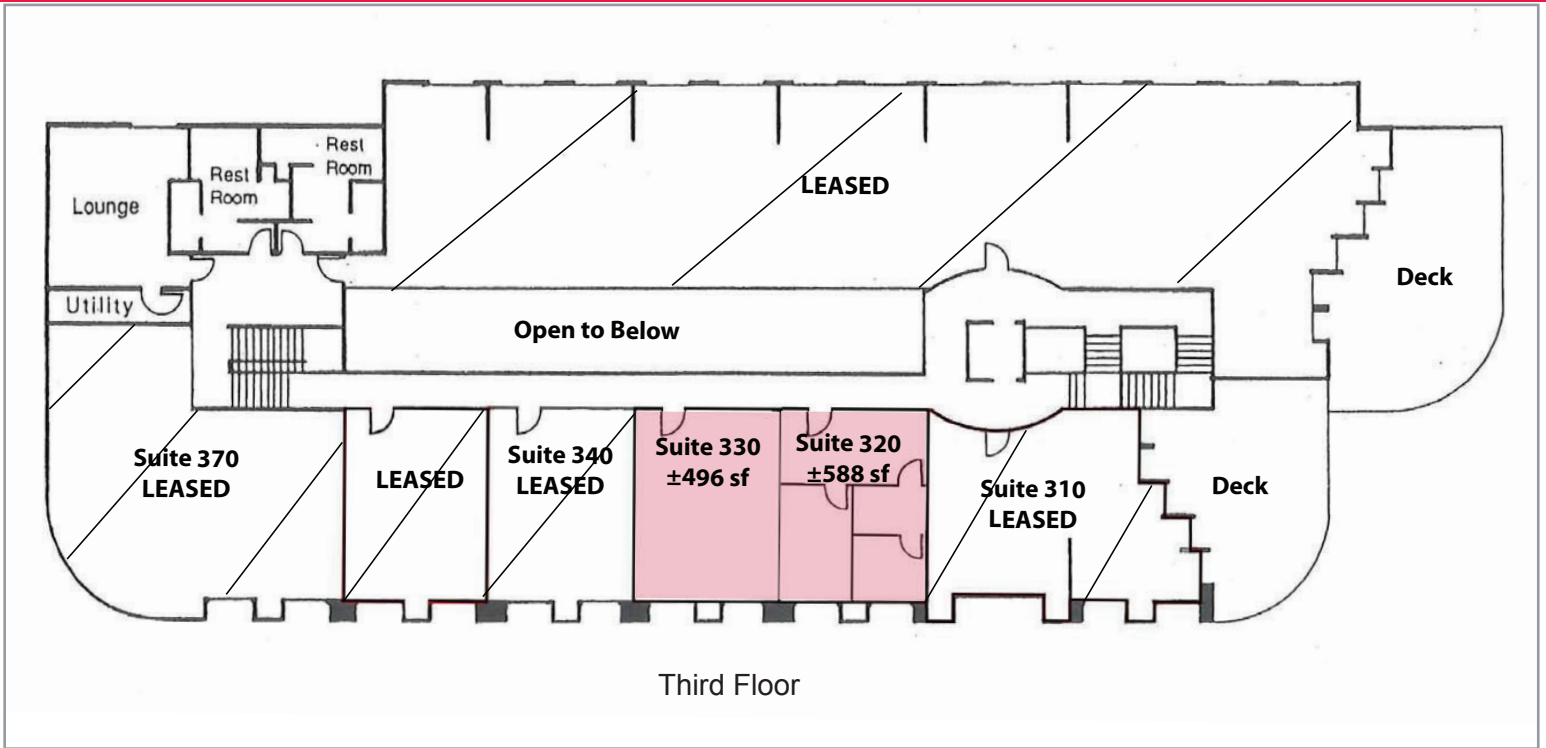 Rest
Room
Rest
Room
Lounge
LEASED
Deck
Utility
Open to Below
Suite 370
LEASED
LEASED
Suite 340
LEASED
Suite 330
±496 sf
Suite 320
±588 sf
Suite 310
LEASED
Deck
Third Floor